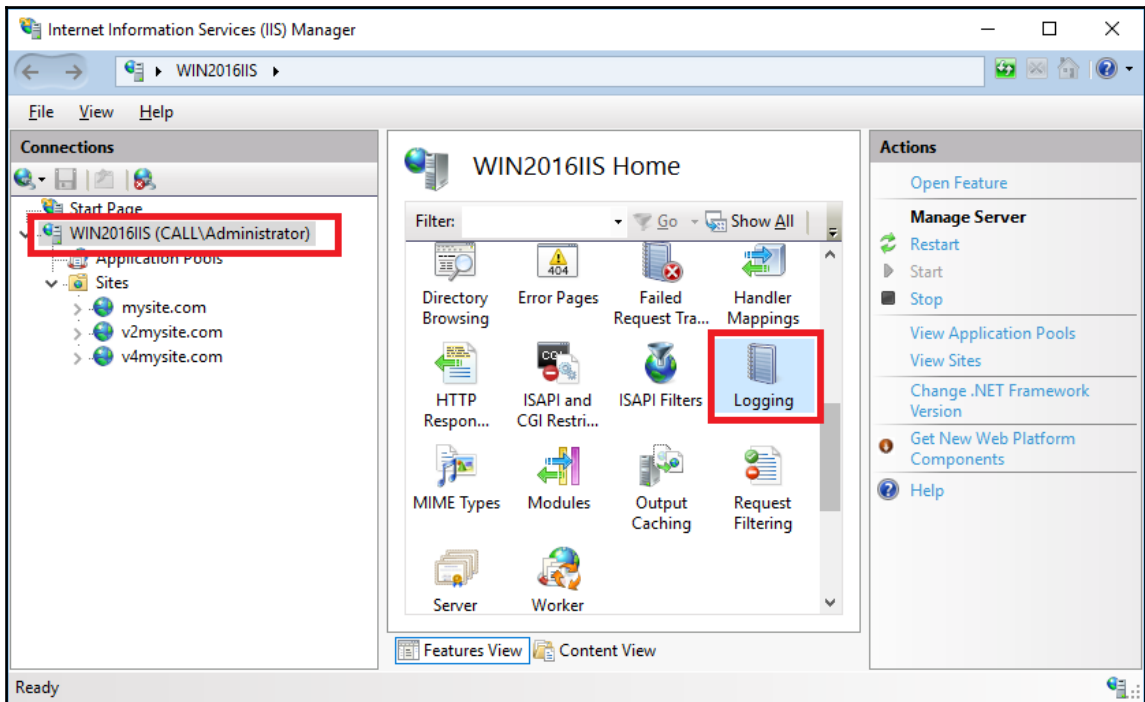 Internet Information Services (IIS) Manager
WIN2016IIS
File View Help
Connections
Start Page
WIN2016IIS (CALL\Administrator)
Application Pools
Sites
mysite.com
v2mysite.com
v4mysite.com
WIN2016IIS Home
Filter: Go Show All
404
Directory Browsing
Error Pages
Failed Request Tra...
Handler Mappings
HTTP Respon...
CGI
ISAPI and CGI Restri...
ISAPI Filters
Logging
MIME Types
Modules
Output Caching
Request Filtering
Server
Worker
Features View Content View
Actions
Open Feature
Manage Server
Restart
Start
Stop
View Application Pools
View Sites
Change .NET Framework
Version
Get New Web Platform
Components
Help
Ready